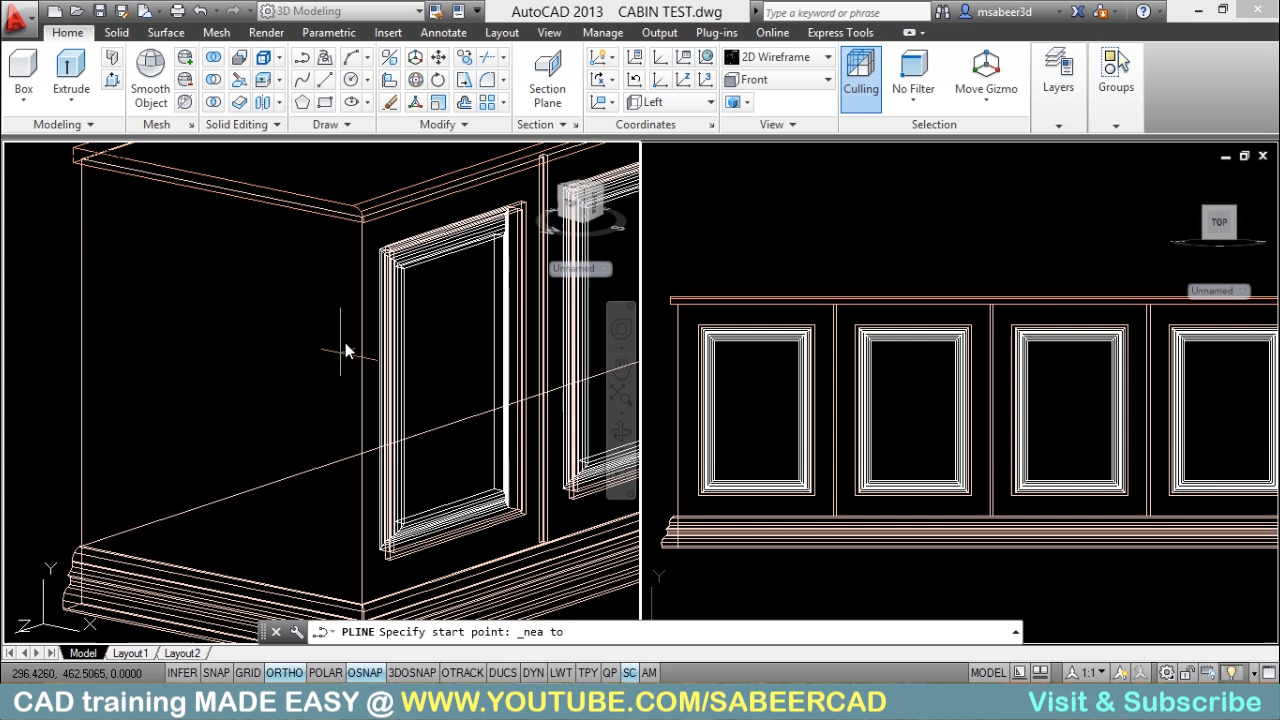 3D Modeling
AutoCAD 2013 CABIN TEST.dwg
Type a keyword or phrase
msabeer3d
Home Solid Surface Mesh Render Parametric Insert Annotate Layout View Manage Output Plug-ins Online Express Tools
Box
Extrude
Smooth
Object
Section
Plane
Left
2D Wireframe
Front
Culling
No Filter
Move Gizmo
Layers
Groups
Modeling Mesh Solid Editing Draw Modify Section Coordinates View Selection
TOP
Unnamed
TOP
Unnamed
Y
Z
X
Y
PLINE Specify start point: _nea to
Model Layout1 Layout2
296.4260, 462.5065, 0.0000
INFER SNAP GRID ORTHO POLAR OSNAP 3DOSNAP OTRACK DUCS DYN LWT TPY QP SC AM
MODEL
1:1
CAD training MADE EASY @ WWW.YOUTUBE.COM/SABEERCAD Visit & Subscribe